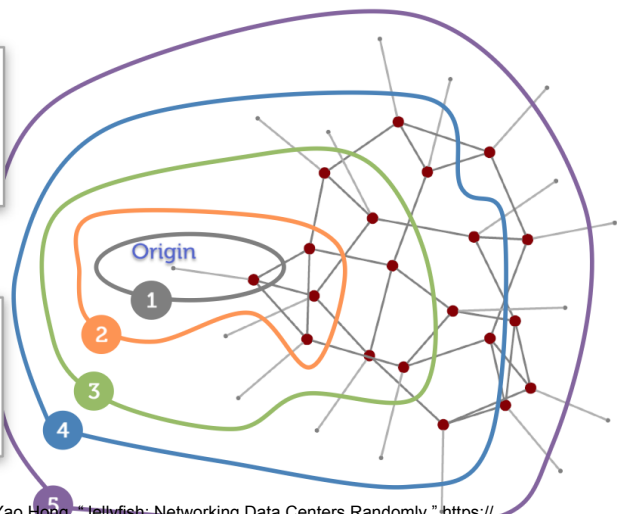 Origin
1
2
3
4
5
Yao Hong, "Jellyfish: Networking Data Centers Randomly," https://